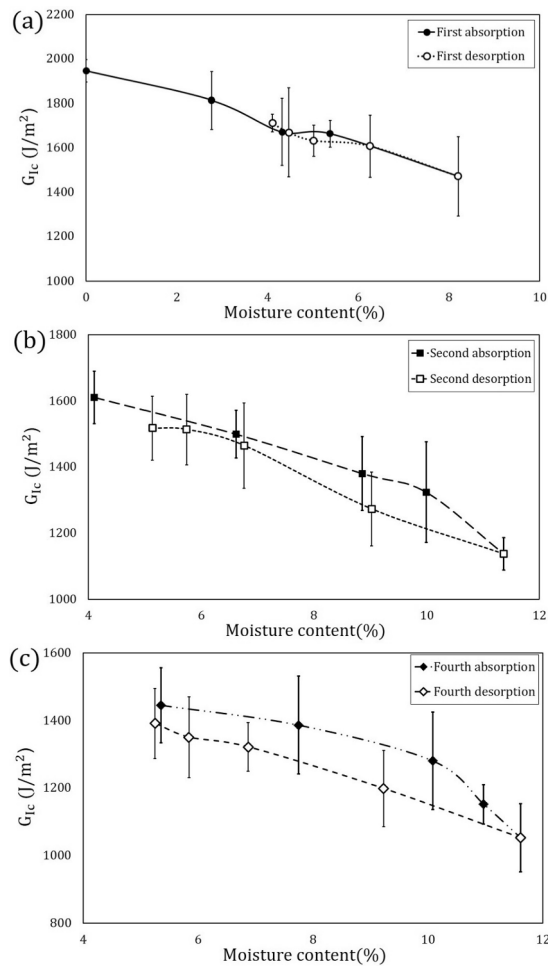 (a)
First absorption
First desorption
2200
2000
1800
1600
1400
1200
1000
G_Ic (J/m²)
0 2 4 6 8 10
Moisture content(%)
(b)
Second absorption
Second desorption
1800
1600
1400
1200
1000
G_Ic (J/m²)
4 6 8 10 12
Moisture content(%)
(c)
Fourth absorption
Fourth desorption
1600
1400
1200
1000
800
G_Ic (J/m²)
4 6 8 10 12
Moisture content(%)